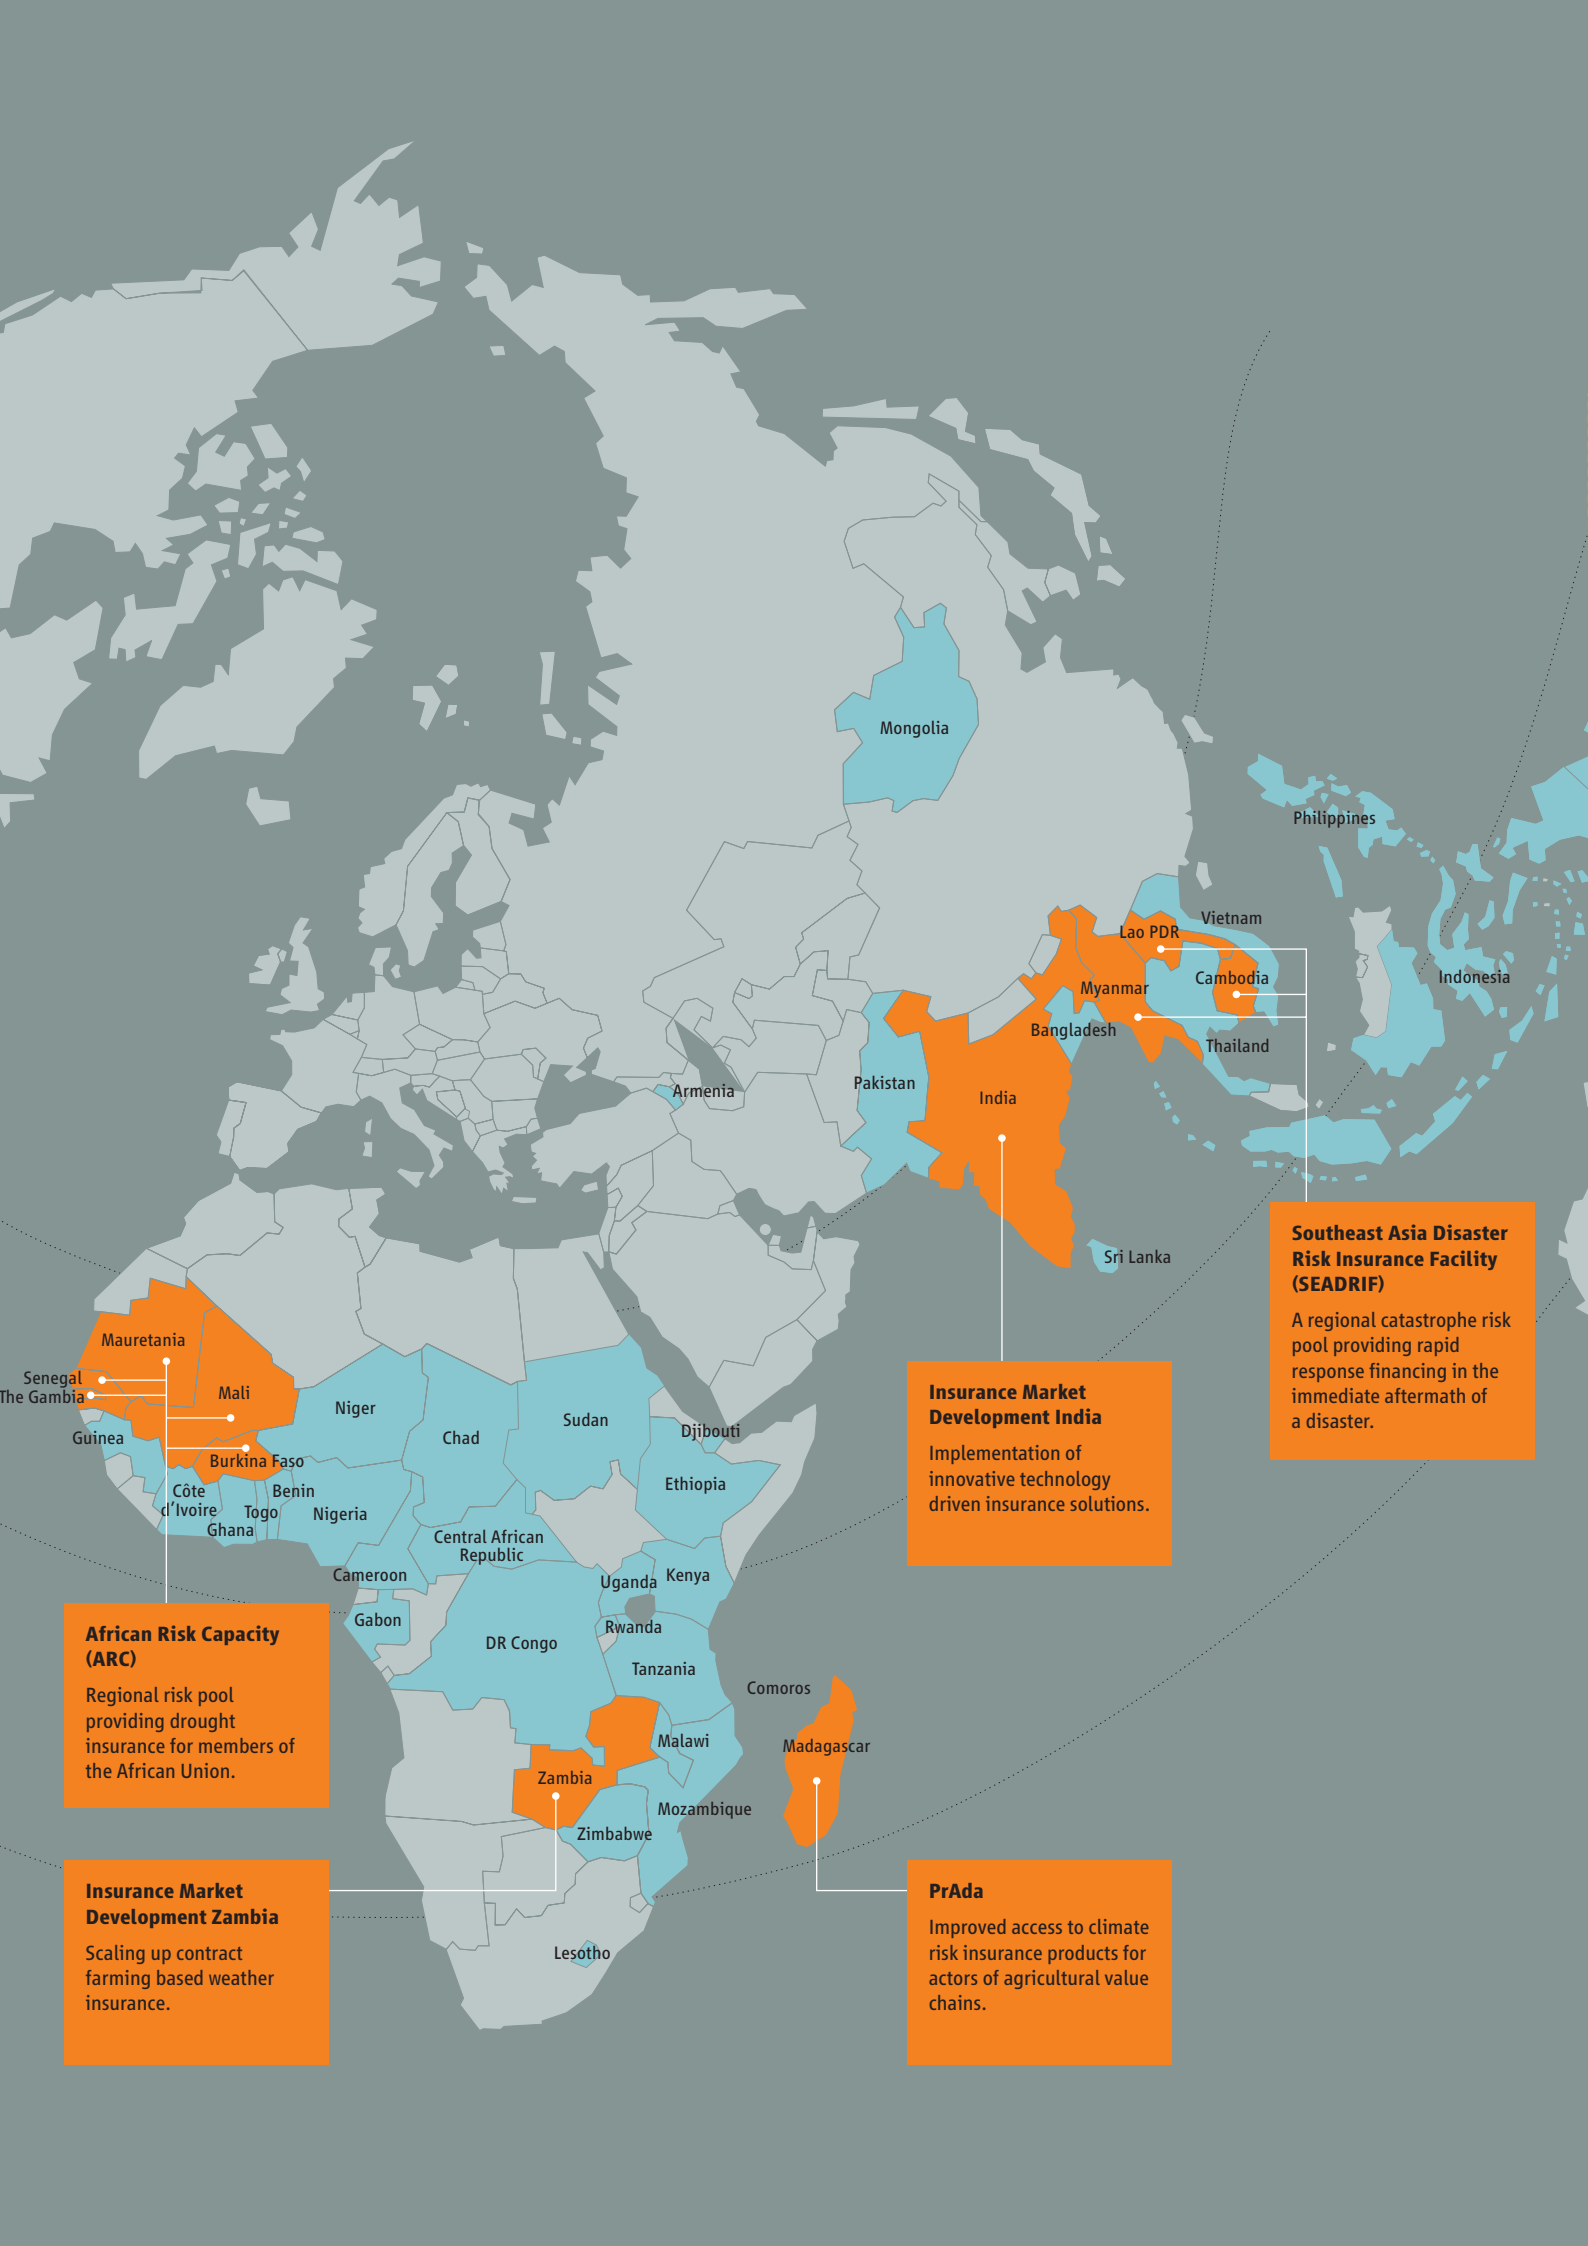 Mongolia
Philippines
Vietnam
Lao PDR
Indonesia
Cambodia
Myanmar
Bangladesh
Thailand
Pakistan
Armenia
India
Sri Lanka
Southeast Asia Disaster
Risk Insurance Facility
(SEADRIF)
A regional catastrophe risk
pool providing rapid
response financing in the
immediate aftermath of
a disaster.
Mauretania
Senegal
The Gambia
Mali
Niger
Sudan
Chad
Guinea
Djibouti
Burkina Faso
Ethiopia
Côte
d'Ivoire
Benin
Togo
Nigeria
Ghana
Central African
Republic
Cameroon
Uganda
Kenya
Gabon
Rwanda
DR Congo
Tanzania
Comoros
Malawi
Madagascar
Zambia
Mozambique
Zimbabwe
Lesotho
Insurance Market
Development India
Implementation of
innovative technology
driven insurance solutions.
African Risk Capacity
(ARC)
Regional risk pool
providing drought
insurance for members of
the African Union.
Insurance Market
Development Zambia
Scaling up contract
farming based weather
insurance.
PrAda
Improved access to climate
risk insurance products for
actors of agricultural value
chains.